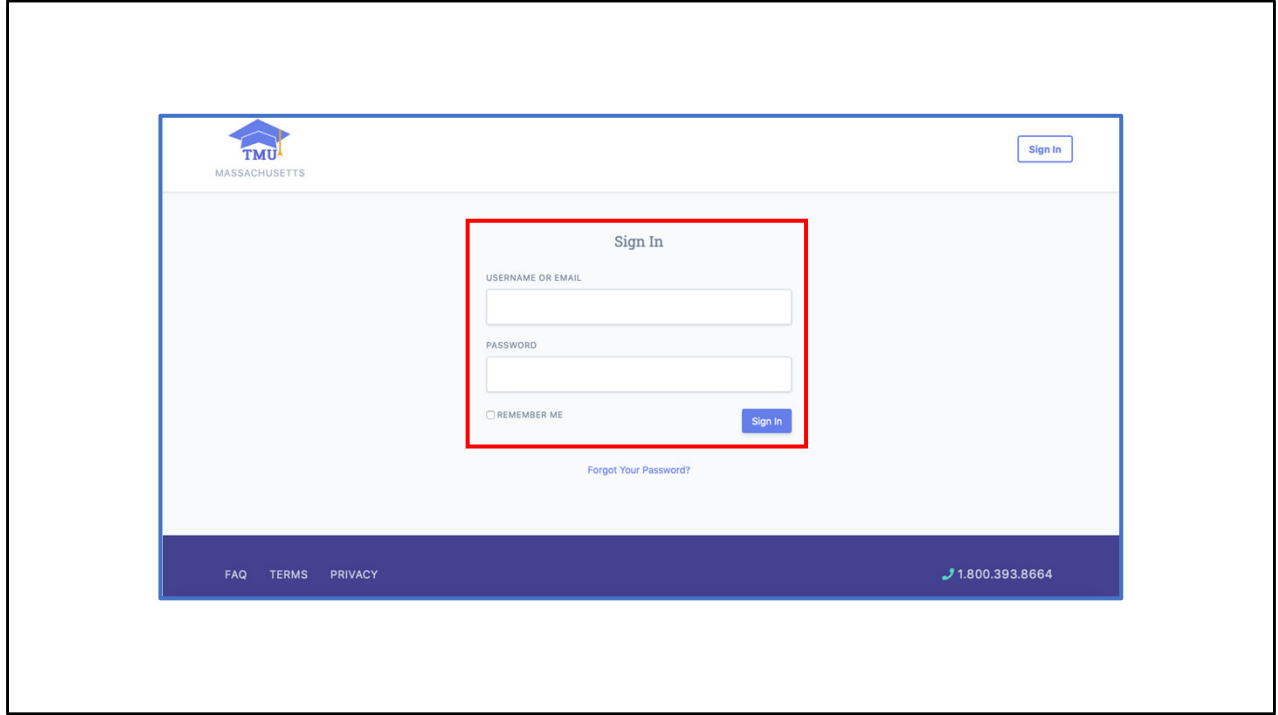 TMU
MASSACHUSETTS
Sign In
Sign In
USERNAME OR EMAIL
PASSWORD
REMEMBER ME
Sign In
Forgot Your Password?
FAQ TERMS PRIVACY
1.800.393.8664